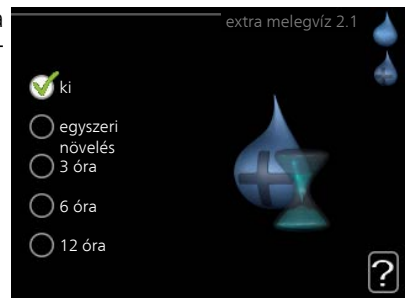 a
extra melegvíz 2.1
ki
egyszeri
növelés
3 óra
6 óra
12 óra
?